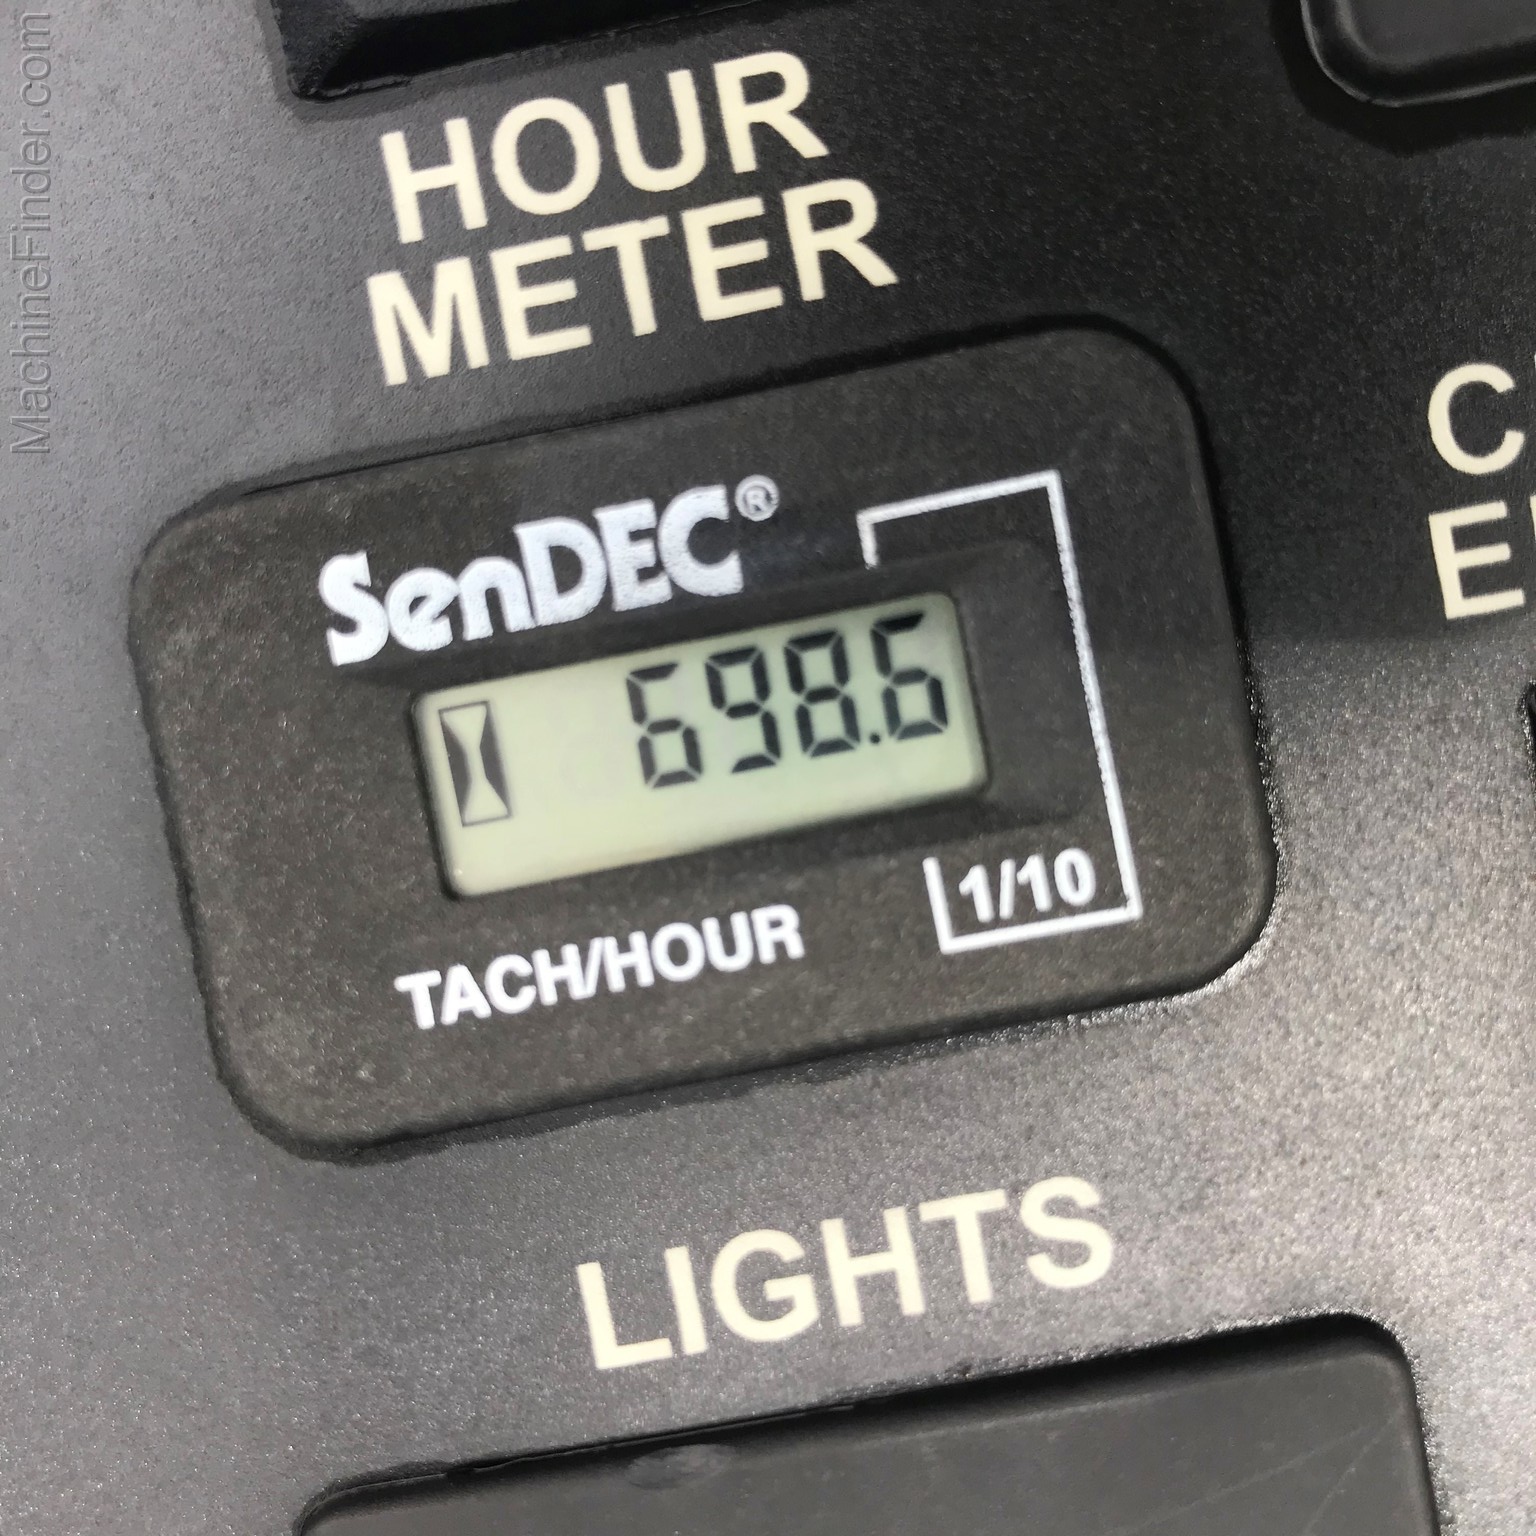 MachineFinder.com
HOUR
METER
C
E
SenDEC®
698.6
TACH/HOUR
1/10
LIGHTS